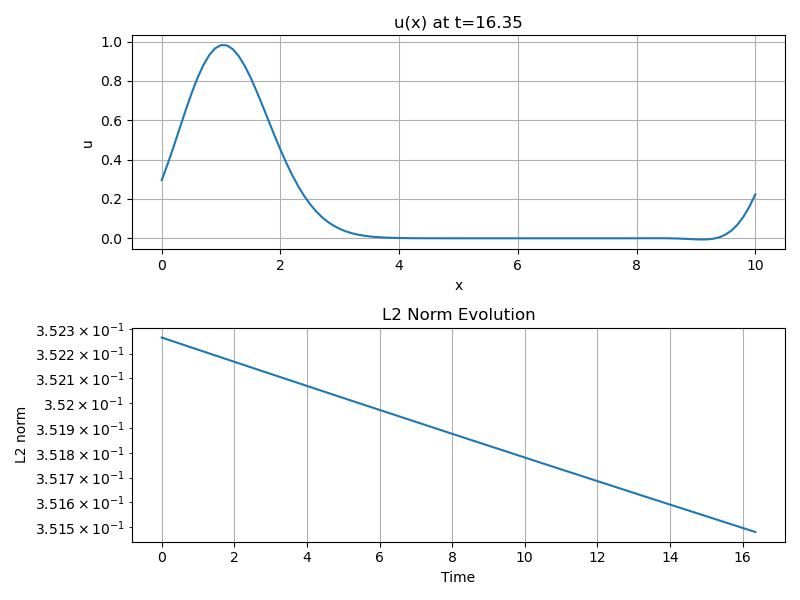 u(x) at t=16.35
1.0
0.8
0.6
0.4
0.2
0.0
u
0 2 4 6 8 10
x
L2 Norm Evolution
3.523 × 10⁻¹
3.522 × 10⁻¹
3.521 × 10⁻¹
3.52 × 10⁻¹
3.519 × 10⁻¹
3.518 × 10⁻¹
3.517 × 10⁻¹
3.516 × 10⁻¹
3.515 × 10⁻¹
L2 norm
0 2 4 6 8 10 12 14 16
Time